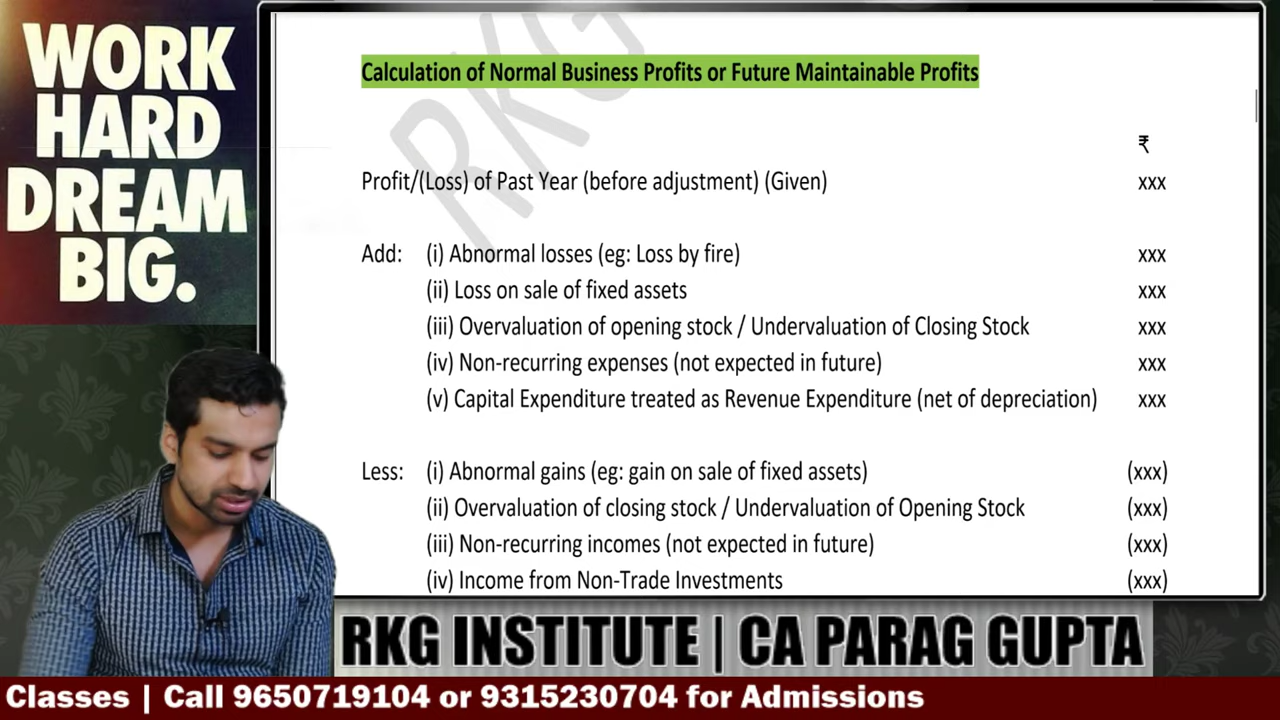 WORK
HARD
DREAM
BIG.
RKG
Calculation of Normal Business Profits or Future Maintainable Profits
₹
Profit/(Loss) of Past Year (before adjustment) (Given) xxx
Add: (i) Abnormal losses (eg: Loss by fire) xxx
(ii) Loss on sale of fixed assets xxx
(iii) Overvaluation of opening stock / Undervaluation of Closing Stock xxx
(iv) Non-recurring expenses (not expected in future) xxx
(v) Capital Expenditure treated as Revenue Expenditure (net of depreciation) xxx
Less: (i) Abnormal gains (eg: gain on sale of fixed assets) (xxx)
(ii) Overvaluation of closing stock / Undervaluation of Opening Stock (xxx)
(iii) Non-recurring incomes (not expected in future) (xxx)
(iv) Income from Non-Trade Investments (xxx)
RKG INSTITUTE | CA PARAG GUPTA
Classes | Call 9650719104 or 9315230704 for Admissions